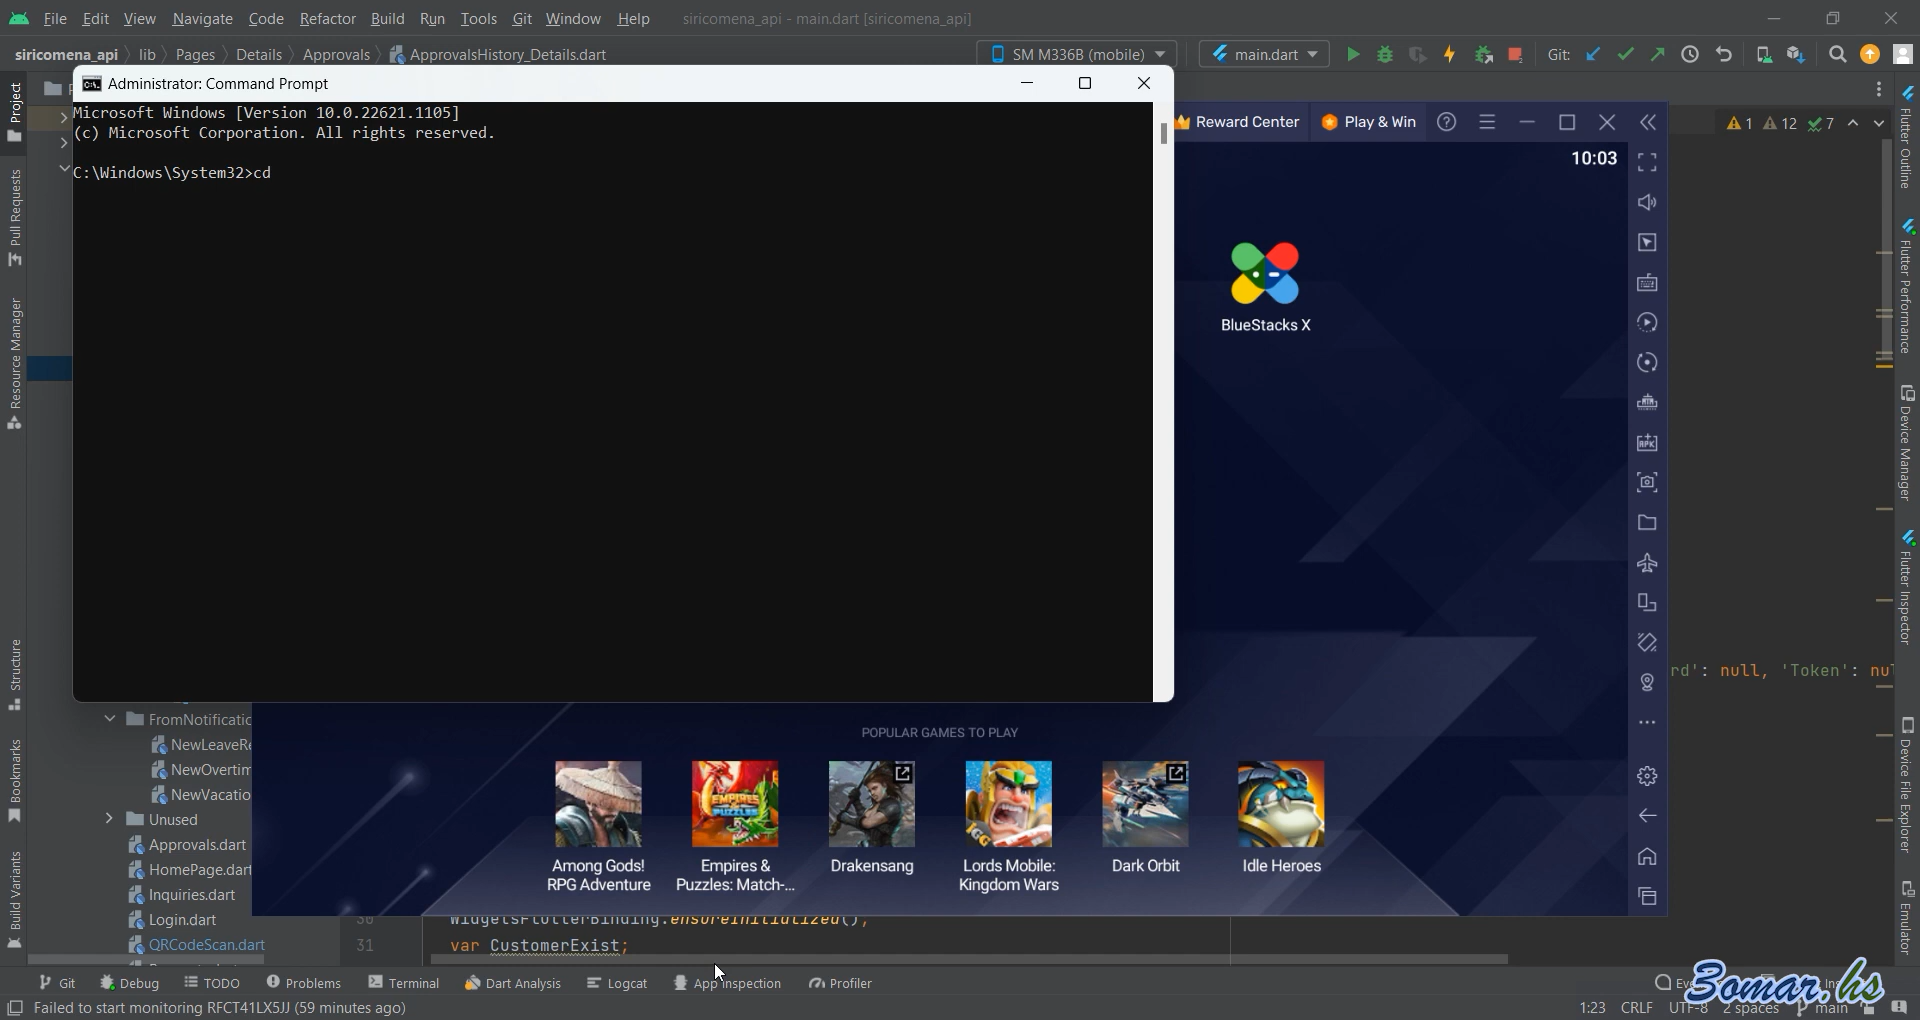 File Edit View Navigate Code Refactor Build Run Tools Git Window Help siricomena_api - main.dart [siricomena_api]
siricomena_api lib Pages Details Approvals ApprovalsHistory_Details.dart SM M336B (mobile) main.dart Git:
Administrator: Command Prompt
Microsoft Windows [Version 10.0.22621.1105]
(c) Microsoft Corporation. All rights reserved.
C:\Windows\System32>cd
Reward Center Play & Win
1 12 7
10:03
BlueStacks X
Project
Pull Requests
Resource Manager
Structure
Bookmarks
Build Variants
Flutter Outline
Flutter Performance
Device Manager
Flutter Inspector
Device File Explorer
Emulator
rd': null, 'Token': nul
POPULAR GAMES TO PLAY
Among Gods!
RPG Adventure
Empires &
Puzzles: Match-...
Drakensang
Lords Mobile:
Kingdom Wars
Dark Orbit
Idle Heroes
FromNotificatic
NewLeaveRe
NewOvertim
NewVacatio
Unused
Approvals.dart
HomePage.dart
Inquiries.dart
Login.dart
QRCodeScan.dart
30 WidgetsFlutterBinding.ensureInitialized();
31 var CustomerExist;
Git Debug TODO Problems Terminal Dart Analysis Logcat App Inspection Profiler
Failed to start monitoring RFCT41LX5JJ (59 minutes ago) 1:23 CRLF UTF-8 2 spaces main
3omar.hs